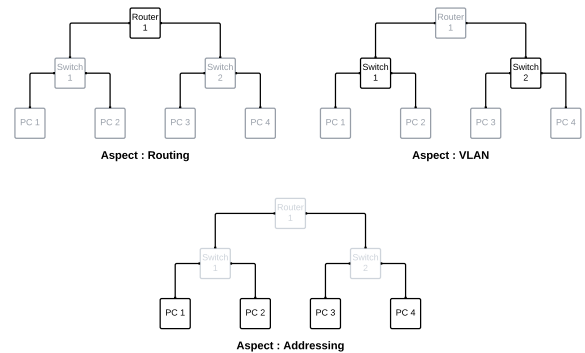 Router
1
Switch
1
Switch
2
PC 1
PC 2
PC 3
PC 4
Aspect : Routing
Router
1
Switch
1
Switch
2
PC 1
PC 2
PC 3
PC 4
Aspect : VLAN
Router
1
Switch
1
Switch
2
PC 1
PC 2
PC 3
PC 4
Aspect : Addressing